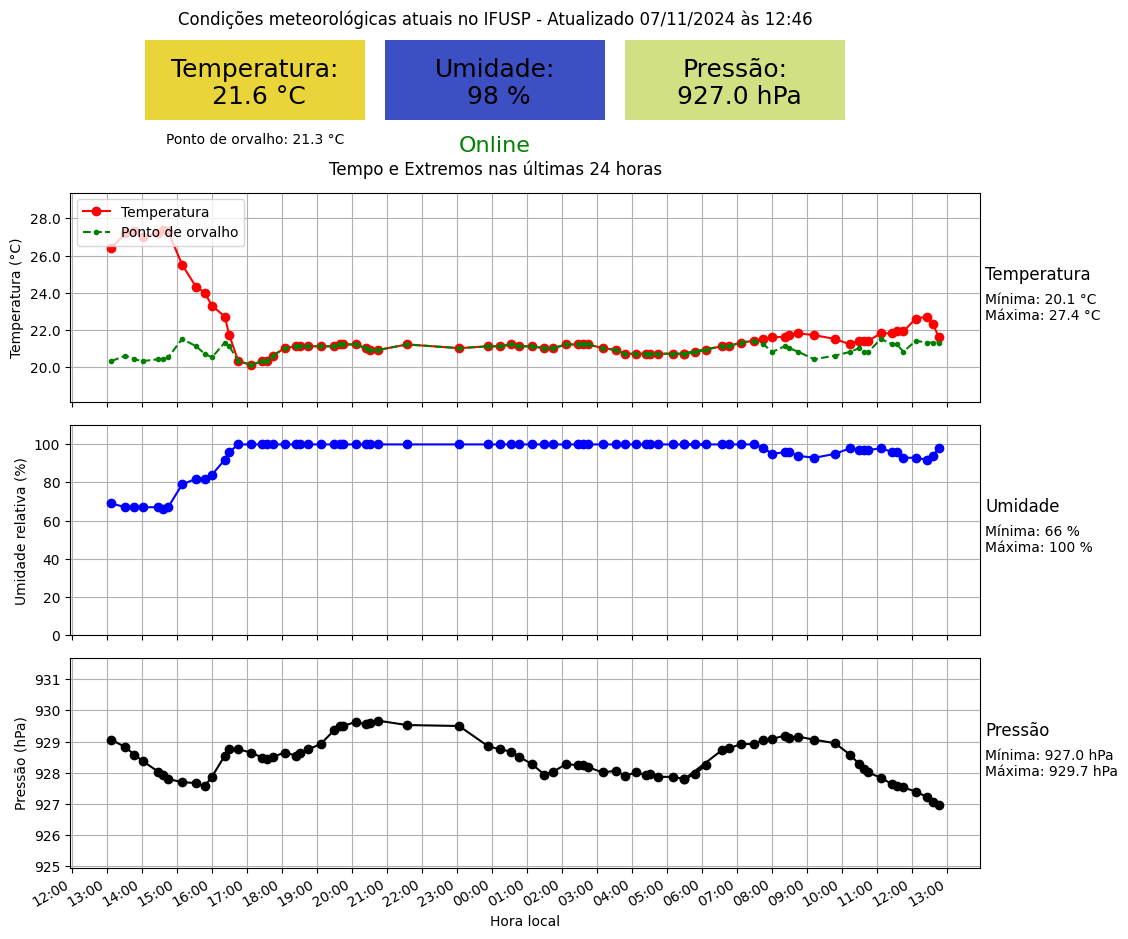 Condições meteorológicas atuais no IFUSP - Atualizado 07/11/2024 às 12:46
Temperatura:
21.6 °C
Umidade:
98 %
Pressão:
927.0 hPa
Ponto de orvalho: 21.3 °C
Online
Tempo e Extremos nas últimas 24 horas
Temperatura
Ponto de orvalho
Temperatura (°C)
28.0
26.0
24.0
22.0
20.0
Temperatura
Mínima: 20.1 °C
Máxima: 27.4 °C
Umidade relativa (%)
100
80
60
40
20
0
Umidade
Mínima: 66 %
Máxima: 100 %
Pressão (hPa)
931
930
929
928
927
926
925
Pressão
Mínima: 927.0 hPa
Máxima: 929.7 hPa
12:00 13:00 14:00 15:00 16:00 17:00 18:00 19:00 20:00 21:00 22:00 23:00 00:00 01:00 02:00 03:00 04:00 05:00 06:00 07:00 08:00 09:00 10:00 11:00 12:00 13:00
Hora local